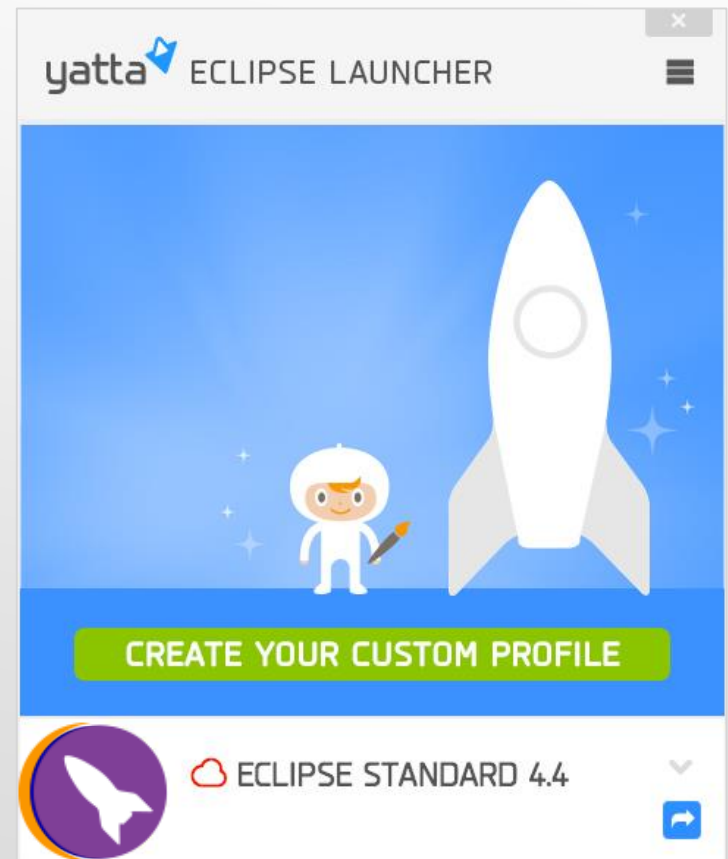 yatta ECLIPSE LAUNCHER
CREATE YOUR CUSTOM PROFILE
ECLIPSE STANDARD 4.4